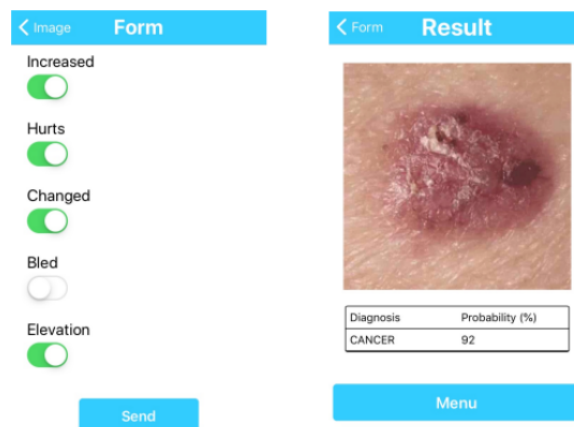 Image Form
Increased
Hurts
Changed
Bled
Elevation
Send
Form Result
Diagnosis Probability (%)
CANCER 92
Menu